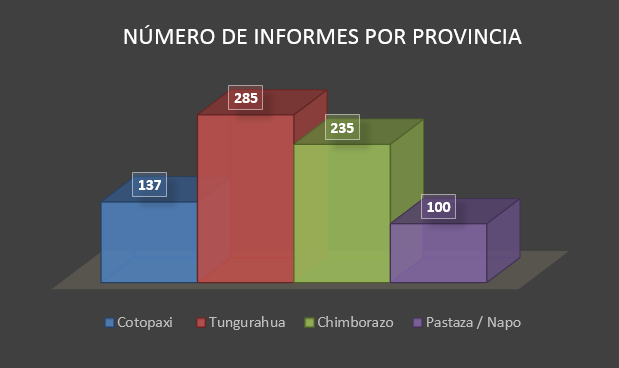 NÚMERO DE INFORMES POR PROVINCIA
137
285
235
100
Cotopaxi Tungurahua Chimborazo Pastaza / Napo